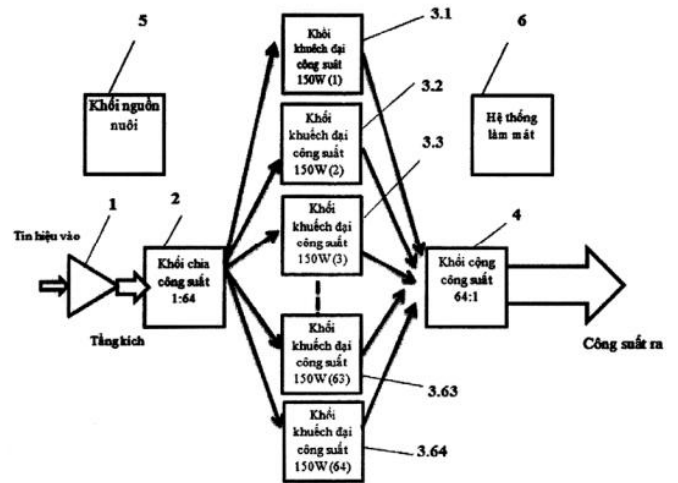 5
Khối nguồn
nuôi
3.1
Khối
khuếch đại
công suất
150W (1)
6
Hệ thống
làm mát
3.2
Khối
khuếch đại
công suất
150W (2)
3.3
Khối
khuếch đại
công suất
150W (3)
1
Tín hiệu vào
Tầng kích
2
Khối chia
công suất
1:64
4
Khối cộng
công suất
64:1
Công suất ra
Khối
khuếch đại
công suất
150W (63)
3.63
Khối
khuếch đại
công suất
150W (64)
3.64